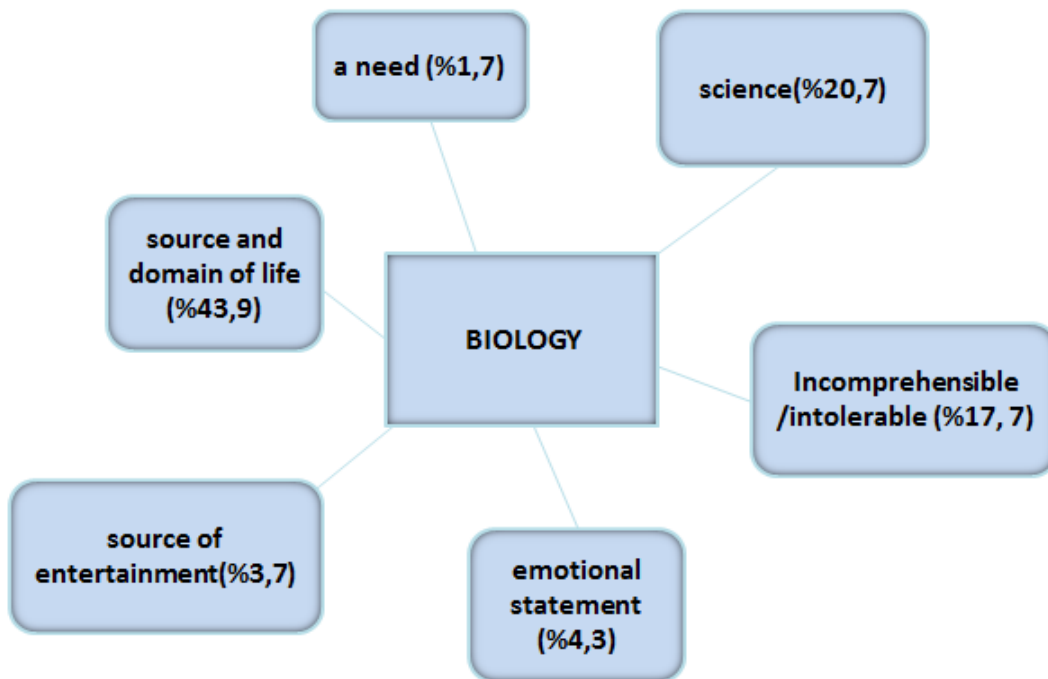 a need (%1,7)
science(%20,7)
source and
domain of life
(%43,9)
BIOLOGY
Incomprehensible
/intolerable (%17, 7)
source of
entertainment(%3,7)
emotional
statement
(%4,3)